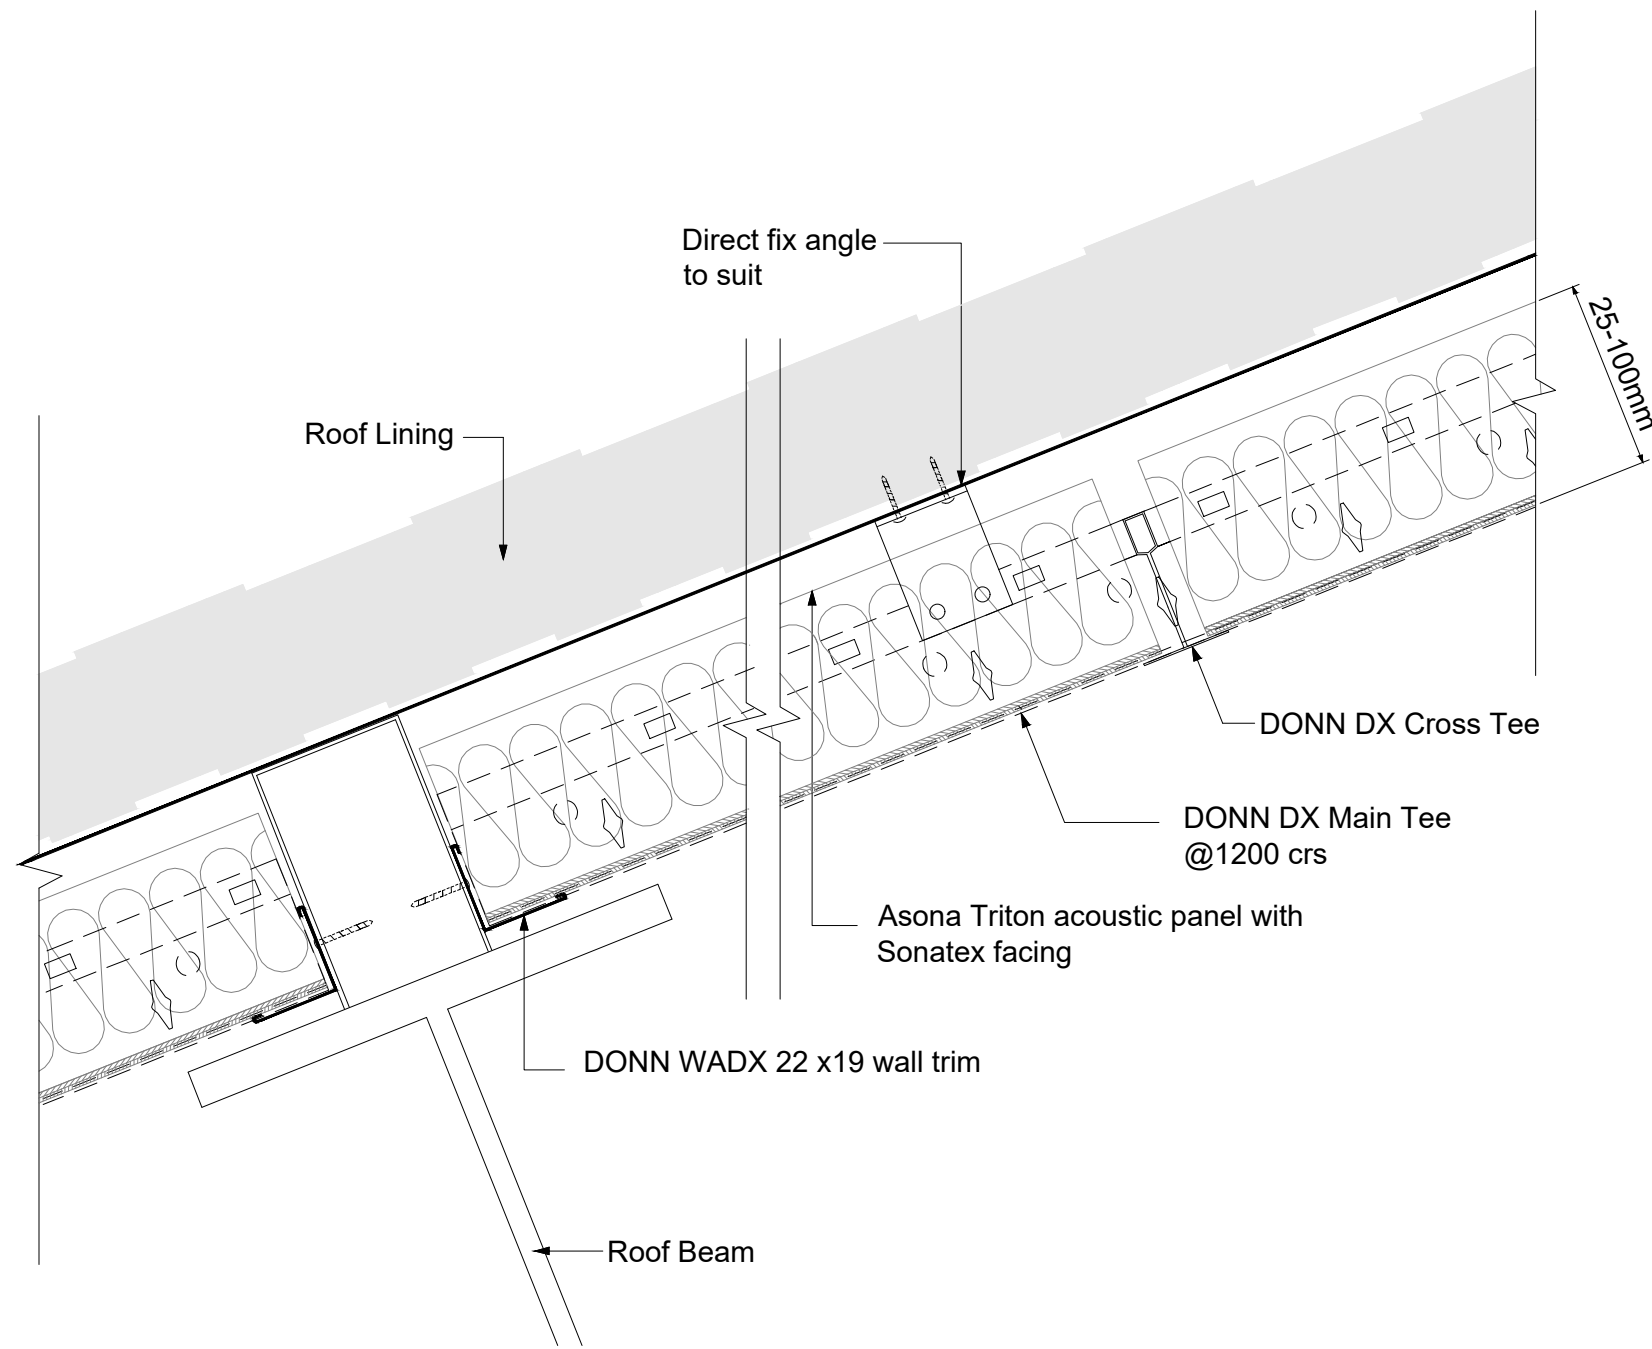 Direct fix angle
to suit
25-100mm
Roof Lining
DONN DX Cross Tee
DONN DX Main Tee
@1200 crs
Asona Triton acoustic panel with
Sonatex facing
DONN WADX 22 x19 wall trim
Roof Beam